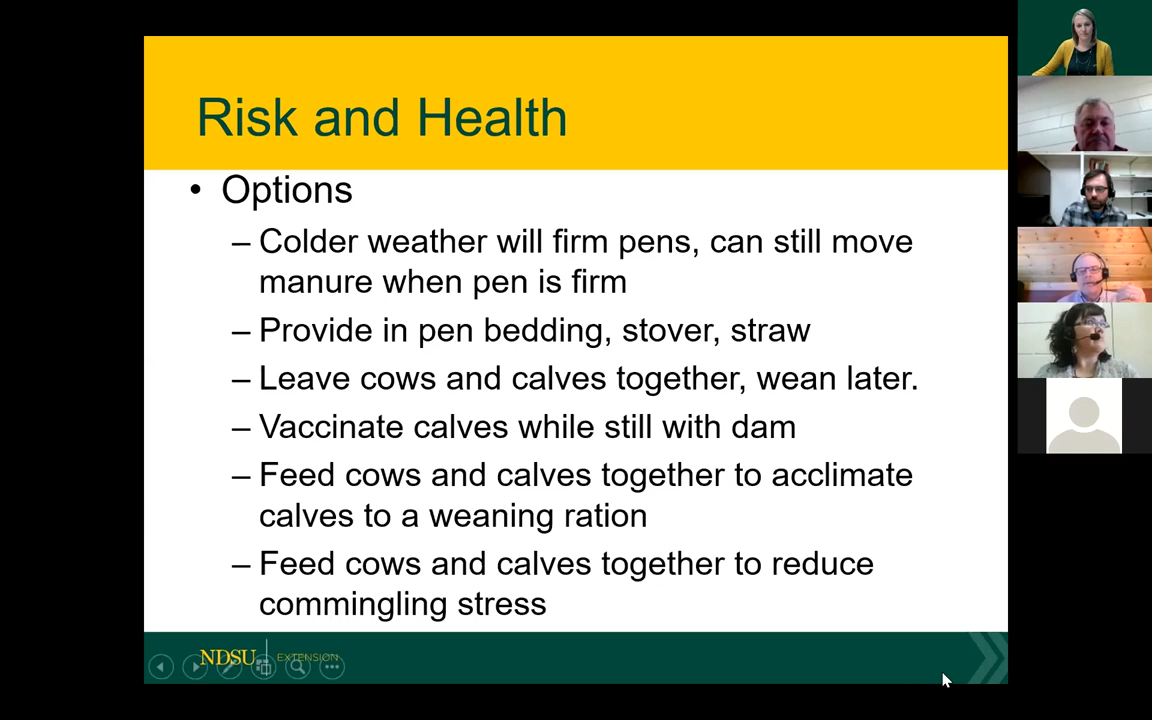 Risk and Health
• Options
– Colder weather will firm pens, can still move
manure when pen is firm
– Provide in pen bedding, stover, straw
– Leave cows and calves together, wean later.
– Vaccinate calves while still with dam
– Feed cows and calves together to acclimate
calves to a weaning ration
– Feed cows and calves together to reduce
commingling stress
NDSU EXTENSION